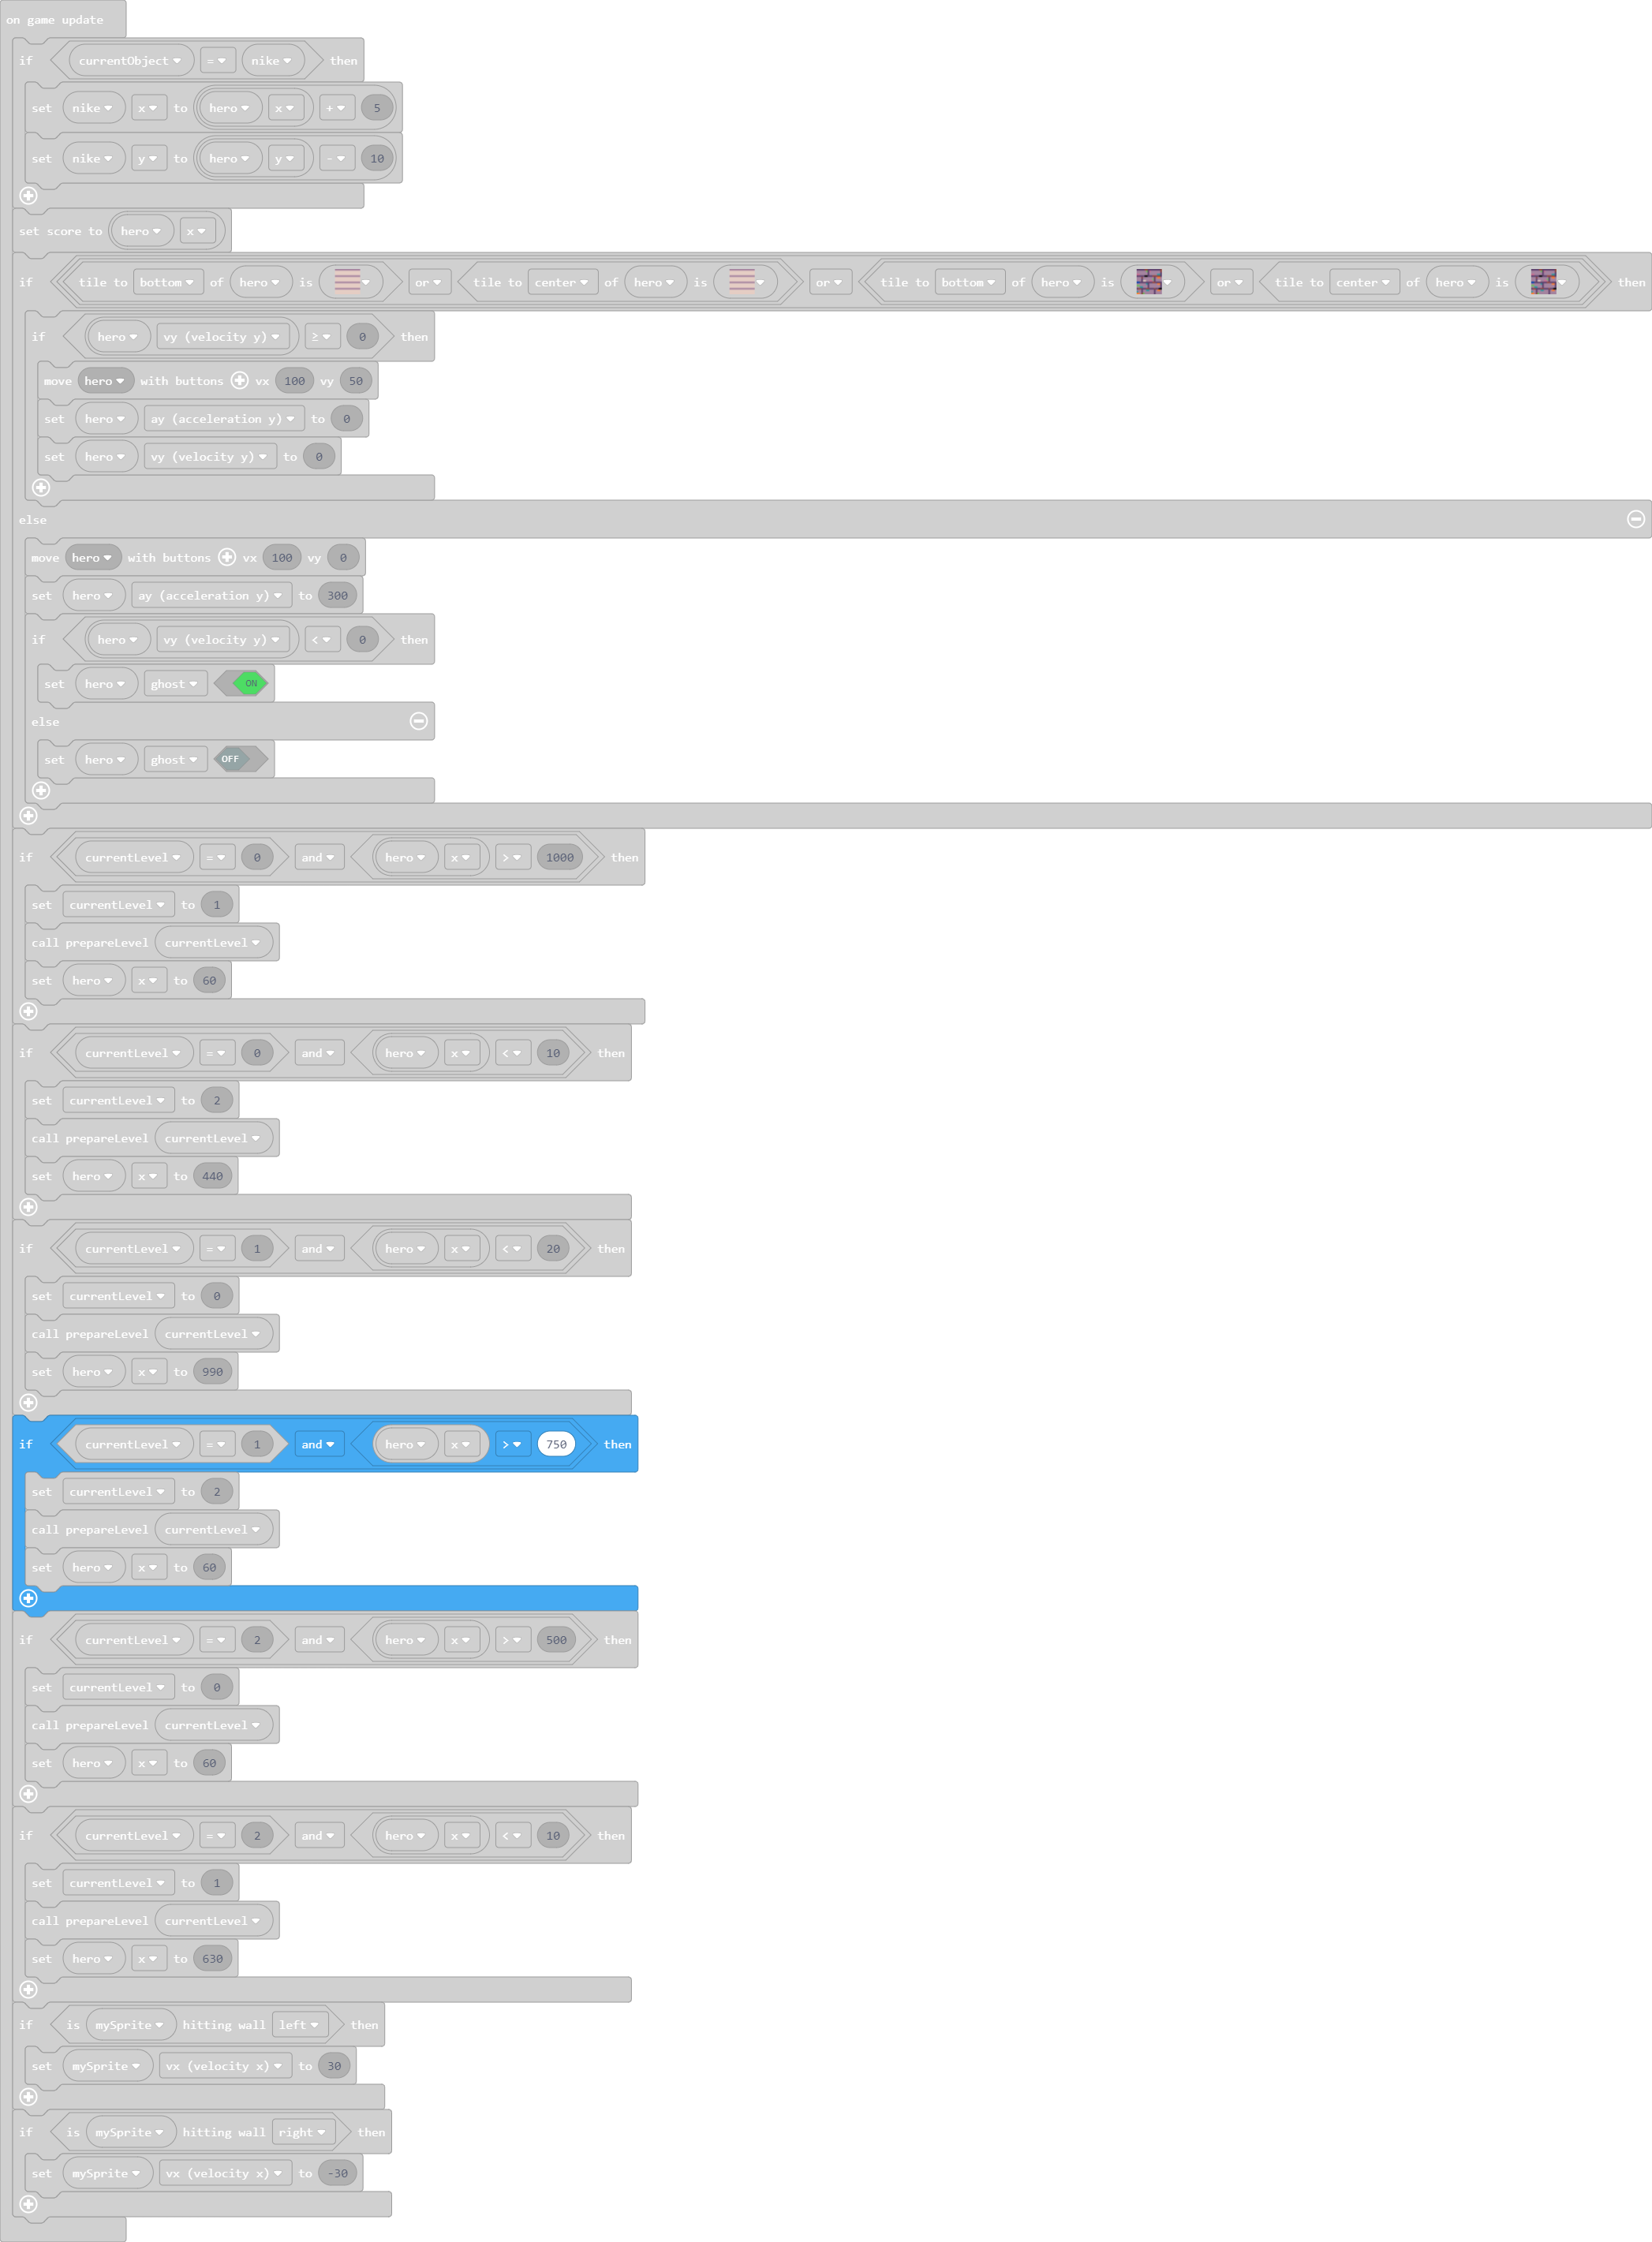 on game update
if currentObject = nike then
set nike x to hero x + 5
set nike y to hero y - 10
set score to hero x
if tile to bottom of hero is or tile to center of hero is or tile to bottom of hero is or tile to center of hero is then
if hero vy (velocity y) ≥ 0 then
move hero with buttons vx 100 vy 50
set hero ay (acceleration y) to 0
set hero vy (velocity y) to 0
else
move hero with buttons vx 100 vy 0
set hero ay (acceleration y) to 300
if hero vy (velocity y) < 0 then
set hero ghost ON
else
set hero ghost OFF
if currentLevel = 0 and hero x > 1000 then
set currentLevel to 1
call prepareLevel currentLevel
set hero x to 60
if currentLevel = 0 and hero x < 10 then
set currentLevel to 2
call prepareLevel currentLevel
set hero x to 440
if currentLevel = 1 and hero x < 20 then
set currentLevel to 0
call prepareLevel currentLevel
set hero x to 990
if currentLevel = 1 and hero x > 750 then
set currentLevel to 2
call prepareLevel currentLevel
set hero x to 60
if currentLevel = 2 and hero x > 500 then
set currentLevel to 0
call prepareLevel currentLevel
set hero x to 60
if currentLevel = 2 and hero x < 10 then
set currentLevel to 1
call prepareLevel currentLevel
set hero x to 630
if is mySprite hitting wall left then
set mySprite vx (velocity x) to 30
if is mySprite hitting wall right then
set mySprite vx (velocity x) to -30